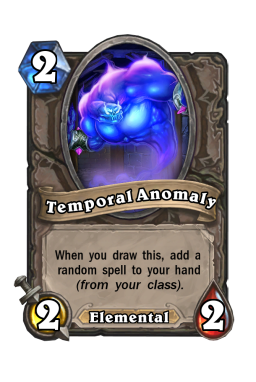 2
Temporal Anomaly
When you draw this, add a
random spell to your hand
(from your class).
2 Elemental 2